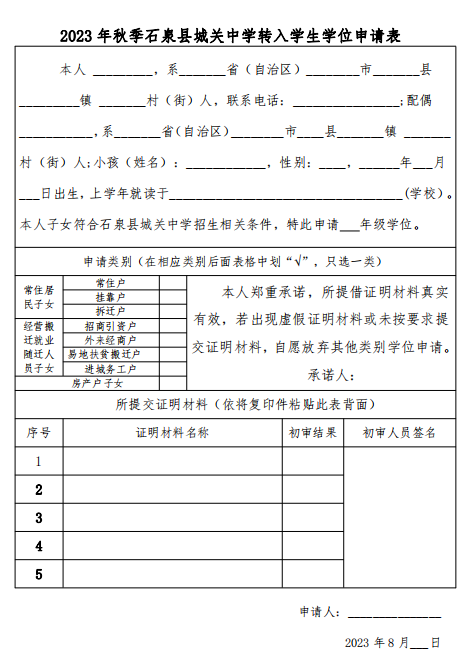 2023年秋季石泉县城关中学转入学生学位申请表
本人 _________，系_______省（自治区）________市_______县
_________镇 _______村（街）人，联系电话：________________;配偶
___________，系_______省（自治区）________市____县_______镇 _______
村（街）人;小孩（姓名）：____________，性别：____，______年___月
___日出生，上学年就读于___________________________________(学校)。
本人子女符合石泉县城关中学招生相关条件，特此申请___年级学位。
申请类别（在相应类别后面表格中划“√”，只选一类）
常住居民子女
常住户
挂靠户
拆迁户
经营搬迁就业随迁人员子女
招商引资户
外来经商户
易地扶贫搬迁户
进城务工户
房产户子女
本人郑重承诺，所提借证明材料真实
有效，若出现虚假证明材料或未按要求提
交证明材料，自愿放弃其他类别学位申请。
承诺人：
所提交证明材料（依将复印件粘贴此表背面）
序号 证明材料名称 初审结果 初审人员签名
1
2
3
4
5
申请人：______________
2023年8月___日